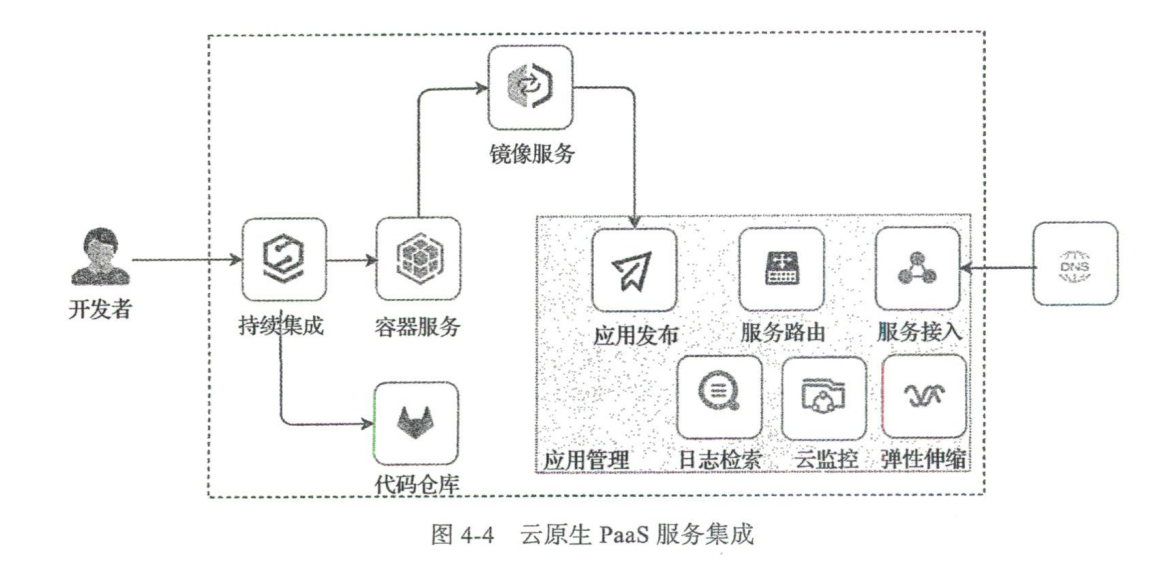 镜像服务
开发者
持续集成
容器服务
应用发布
服务路由
服务接入
DNS
代码仓库
应用管理
日志检索
云监控
弹性伸缩
图 4-4 云原生 PaaS 服务集成